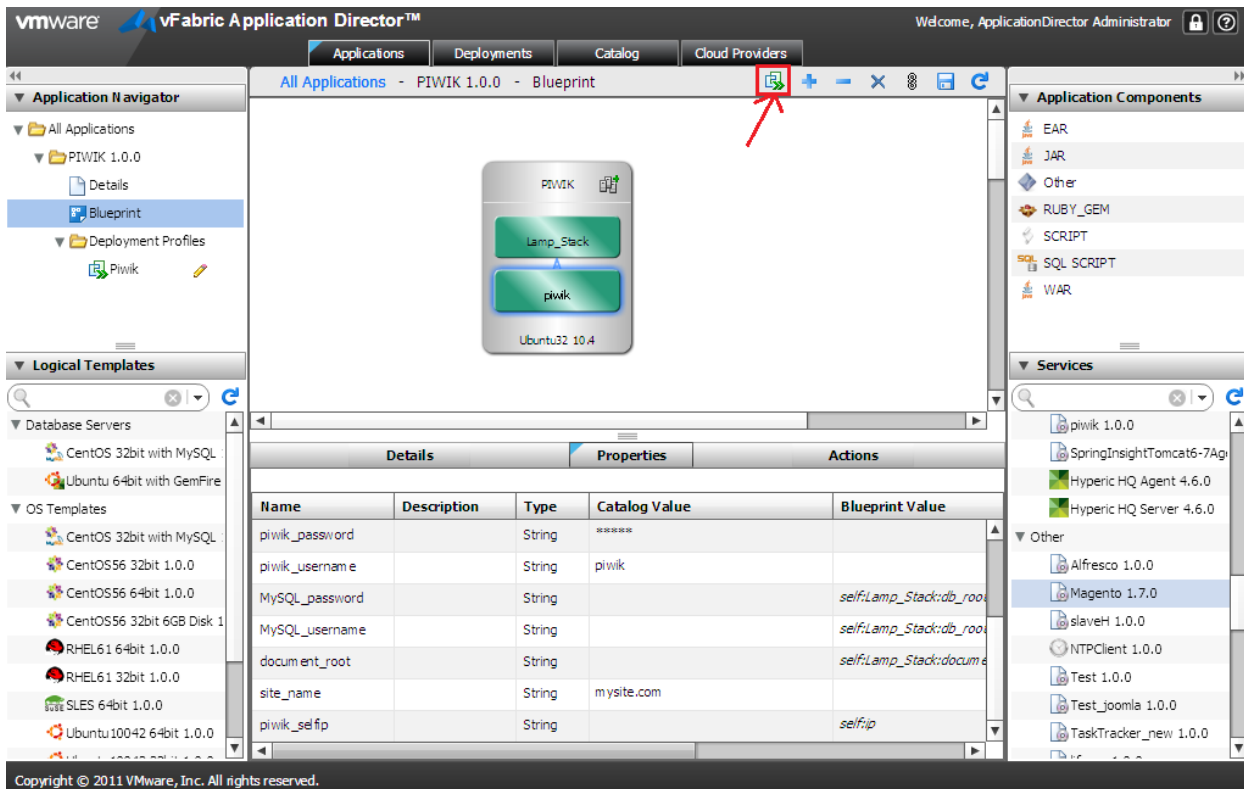 vmware vFabric Application Director™
Welcome, ApplicationDirector Administrator
Applications Deployments Catalog Cloud Providers
Application Navigator
All Applications
PIWIK 1.0.0
Details
Blueprint
Deployment Profiles
Piwik
Logical Templates
Database Servers
CentOS 32bit with MySQL
Ubuntu 64bit with GemFire
OS Templates
CentOS 32bit with MySQL
CentOS56 32bit 1.0.0
CentOS56 64bit 1.0.0
CentOS56 32bit 6GB Disk 1
RHEL61 64bit 1.0.0
RHEL61 32bit 1.0.0
SLES 64bit 1.0.0
Ubuntu10042 64bit 1.0.0
All Applications - PIWIK 1.0.0 - Blueprint
PIWIK
Lamp_Stack
piwik
Ubuntu32 10.4
Details Properties Actions
Name Description Type Catalog Value Blueprint Value
piwik_password String *****
piwik_username String piwik
MySQL_password String self:Lamp_Stack:db_root
MySQL_username String self:Lamp_Stack:db_root
document_root String self:Lamp_Stack:docume
site_name String mysite.com
piwik_selfip String self:ip
Application Components
EAR
JAR
Other
RUBY_GEM
SCRIPT
SQL SCRIPT
WAR
Services
piwik 1.0.0
SpringInsightTomcat6-7Age
Hyperic HQ Agent 4.6.0
Hyperic HQ Server 4.6.0
Other
Alfresco 1.0.0
Magento 1.7.0
slaveH 1.0.0
NTPClient 1.0.0
Test 1.0.0
Test_joomla 1.0.0
TaskTracker_new 1.0.0
Copyright © 2011 VMware, Inc. All rights reserved.